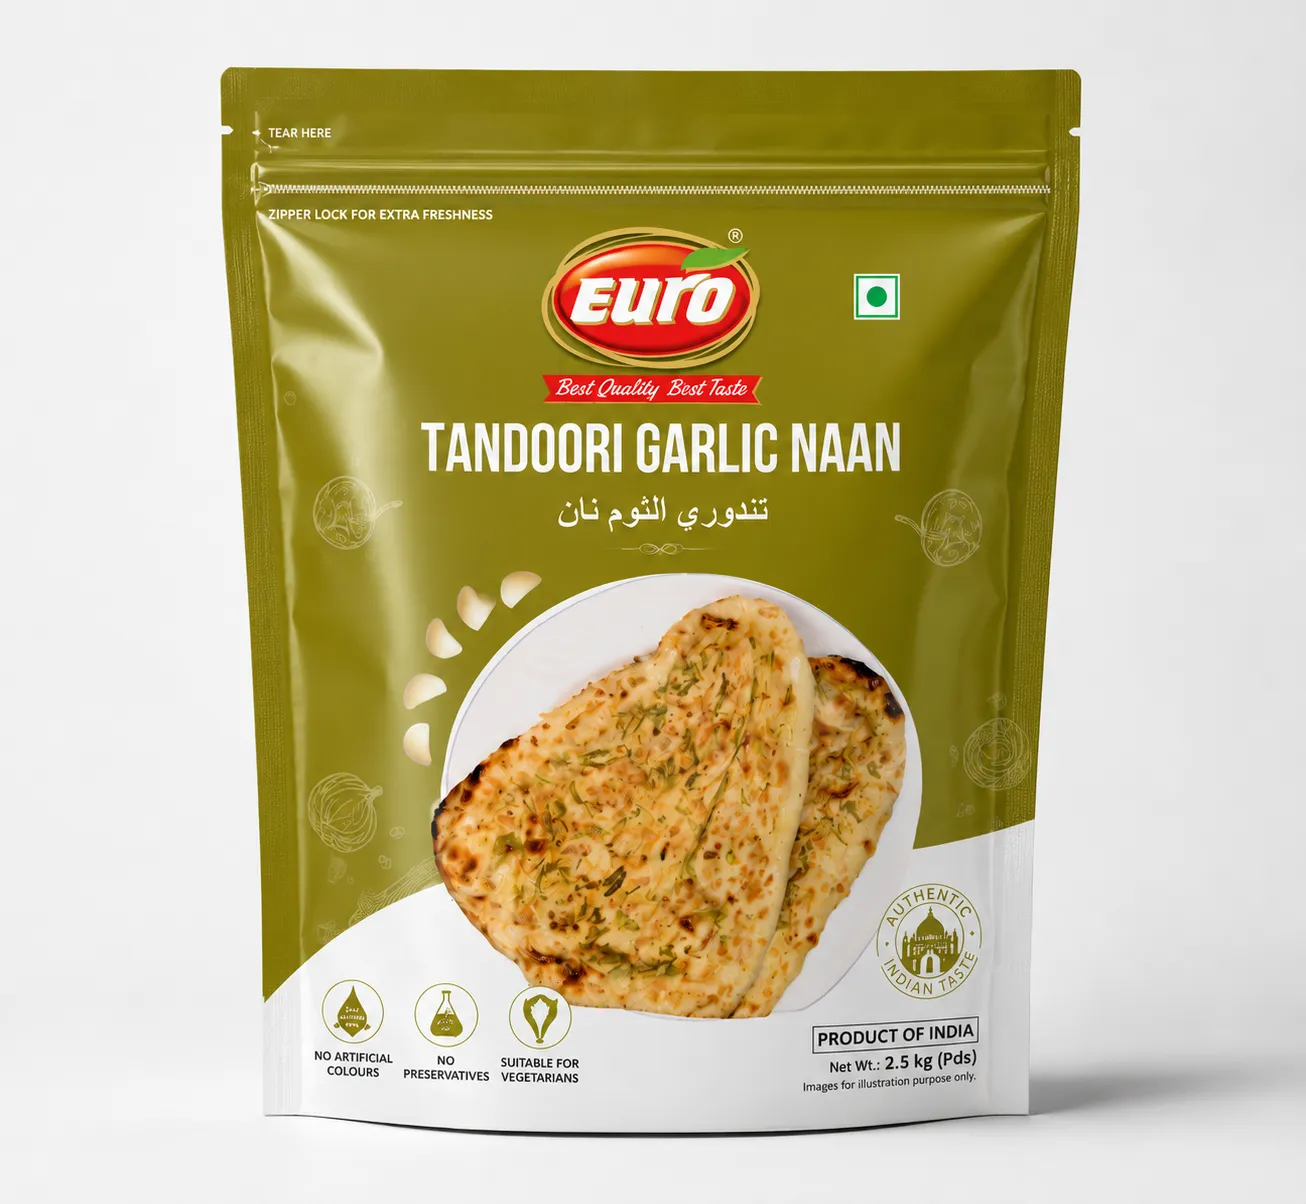 TEAR HERE
ZIPPER LOCK FOR EXTRA FRESHNESS
®
Euro
Best Quality Best Taste
TANDOORI GARLIC NAAN
تندوري الثوم نان
AUTHENTIC
INDIAN TASTE
NO ARTIFICIAL
COLOURS
NO
PRESERVATIVES
SUITABLE FOR
VEGETARIANS
PRODUCT OF INDIA
Net Wt.: 2.5 kg (Pds)
Images for illustration purpose only.